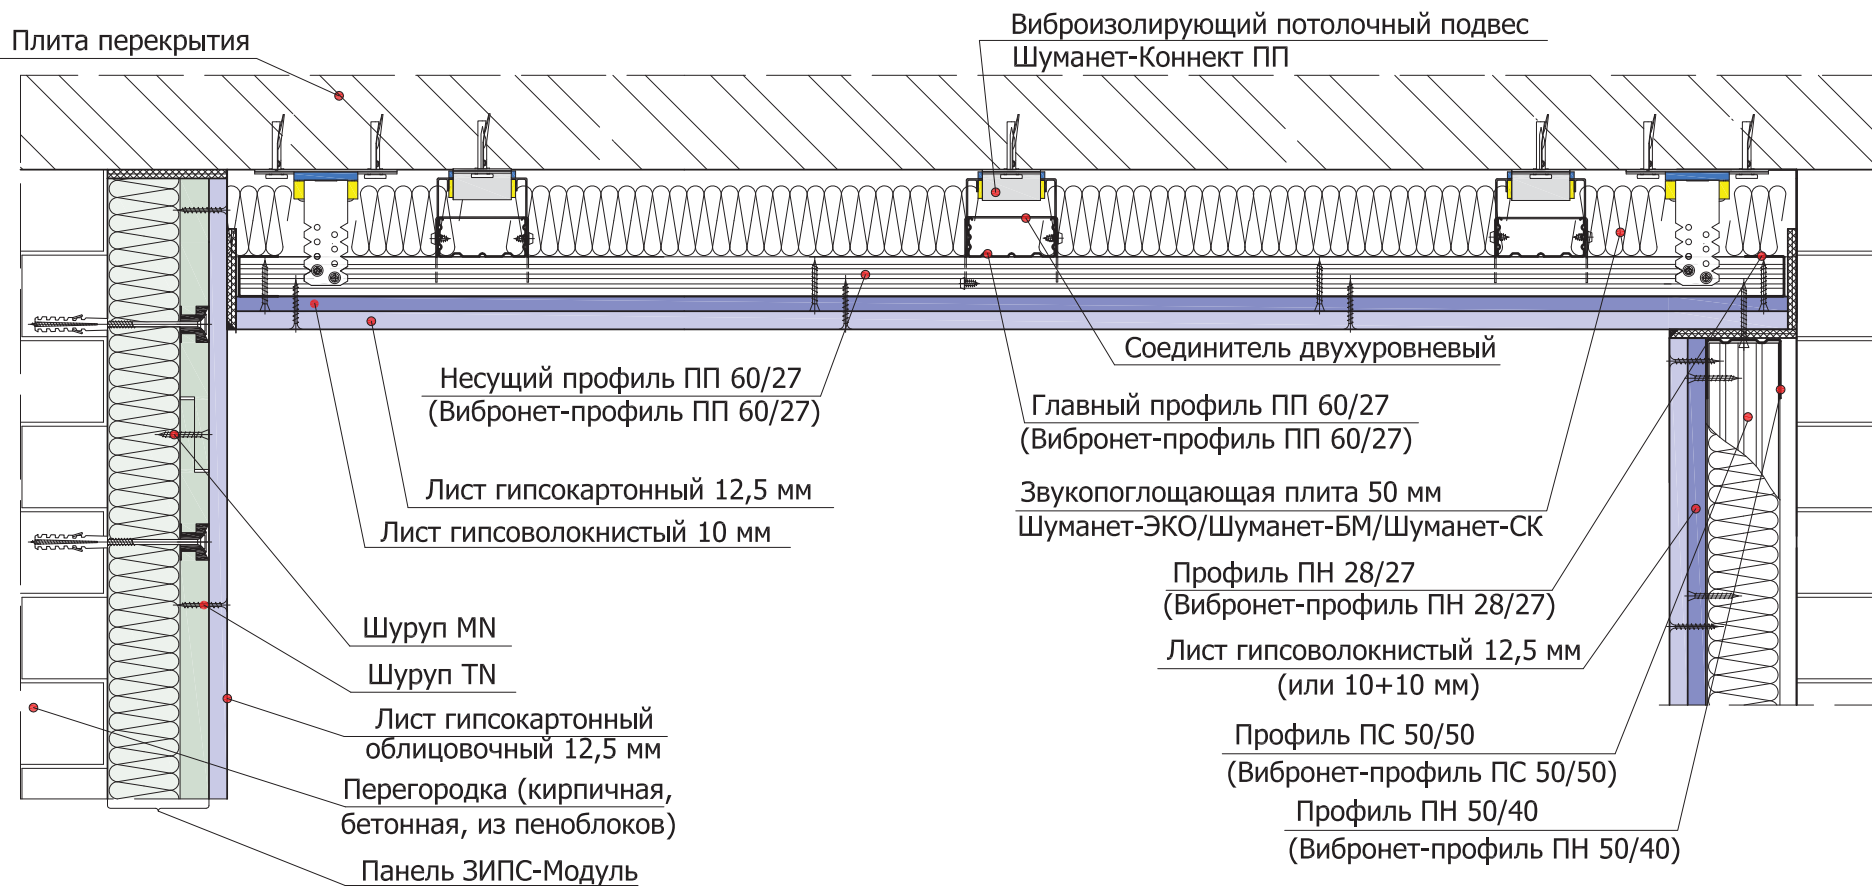 Плита перекрытия
Виброизолирующий потолочный подвес
Шуманет-Коннект ПП
Соединитель двухуровневый
Несущий профиль ПП 60/27
(Вибронет-профиль ПП 60/27)
Главный профиль ПП 60/27
(Вибронет-профиль ПП 60/27)
Лист гипсокартонный 12,5 мм
Лист гипсоволокнистый 10 мм
Звукопоглощающая плита 50 мм
Шуманет-ЭКО/Шуманет-БМ/Шуманет-СК
Профиль ПН 28/27
(Вибронет-профиль ПН 28/27)
Шуруп MN
Шуруп TN
Лист гипсоволокнистый 12,5 мм
(или 10+10 мм)
Лист гипсокартонный
облицовочный 12,5 мм
Профиль ПС 50/50
(Вибронет-профиль ПС 50/50)
Перегородка (кирпичная,
бетонная, из пеноблоков)
Профиль ПН 50/40
(Вибронет-профиль ПН 50/40)
Панель ЗИПС-Модуль